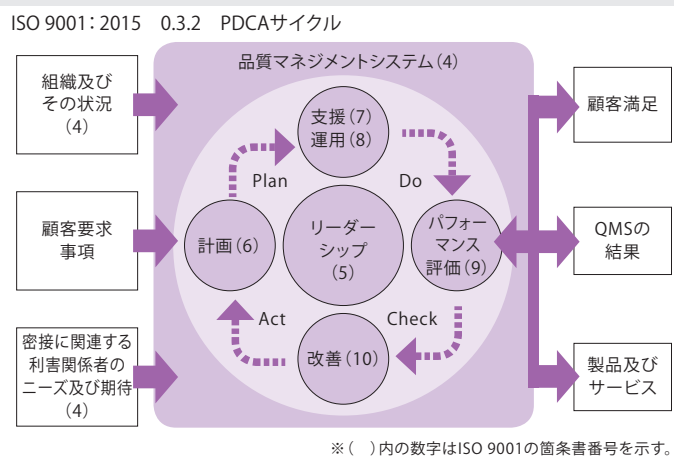 ISO 9001：2015　0.3.2　PDCAサイクル
品質マネジメントシステム（4）
組織及び
その状況
（4）
顧客要求
事項
密接に関連する
利害関係者の
ニーズ及び期待
（4）
支援（7）
運用（8）
Plan
Do
計画（6）
リーダー
シップ
（5）
パフォー
マンス
評価（9）
Act
Check
改善（10）
顧客満足
QMSの
結果
製品及び
サービス
※（　）内の数字はISO 9001の箇条書番号を示す。